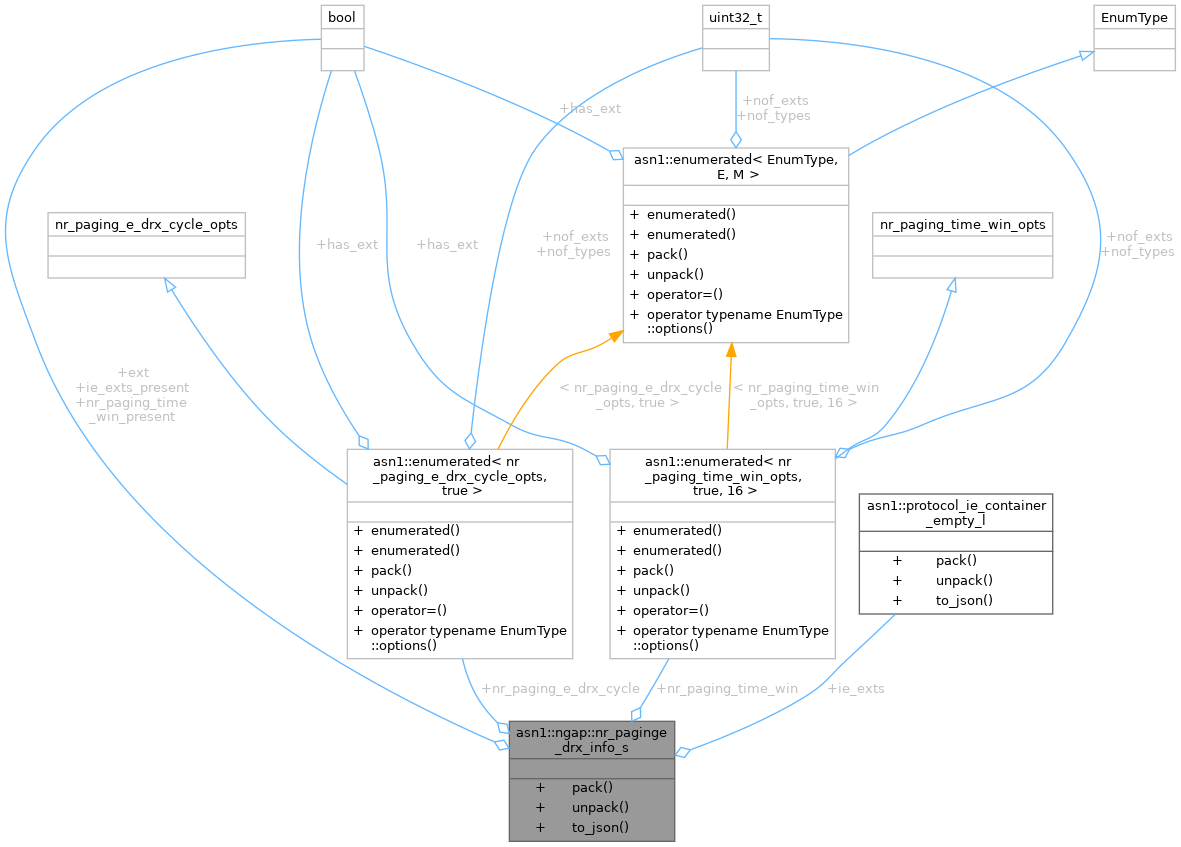 bool
uint32_t
EnumType
+has_ext
+nof_exts
+nof_types
asn1::enumerated< EnumType,
E, M >
+ enumerated()
+ enumerated()
+ pack()
+ unpack()
+ operator=()
+ operator typename EnumType
::options()
nr_paging_e_drx_cycle_opts
nr_paging_time_win_opts
+has_ext
+has_ext
+nof_exts
+nof_types
+nof_exts
+nof_types
+ext
+ie_exts_present
+nr_paging_time
_win_present
< nr_paging_e_drx_cycle
_opts, true >
< nr_paging_time_win
_opts, true, 16 >
asn1::enumerated< nr
_paging_e_drx_cycle_opts,
true >
+ enumerated()
+ enumerated()
+ pack()
+ unpack()
+ operator=()
+ operator typename EnumType
::options()
asn1::enumerated< nr
_paging_time_win_opts,
true, 16 >
+ enumerated()
+ enumerated()
+ pack()
+ unpack()
+ operator=()
+ operator typename EnumType
::options()
asn1::protocol_ie_container
_empty_l
+ pack()
+ unpack()
+ to_json()
+nr_paging_e_drx_cycle
+nr_paging_time_win
+ie_exts
asn1::ngap::nr_paginge
_drx_info_s
+ pack()
+ unpack()
+ to_json()